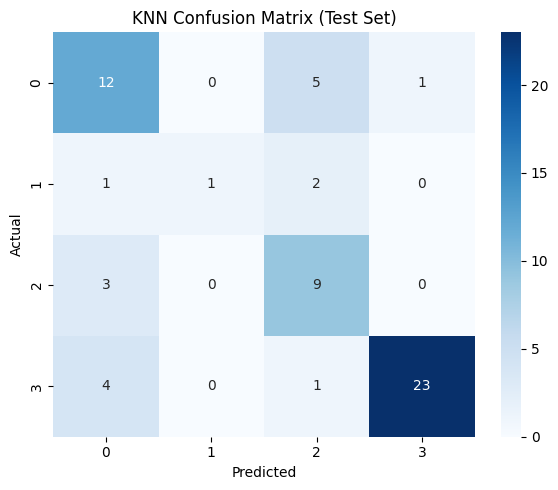 KNN Confusion Matrix (Test Set)
0 12 0 5 1
1 1 1 2 0
2 3 0 9 0
3 4 0 1 23
0 1 2 3
Actual
Predicted
20
15
10
5
0